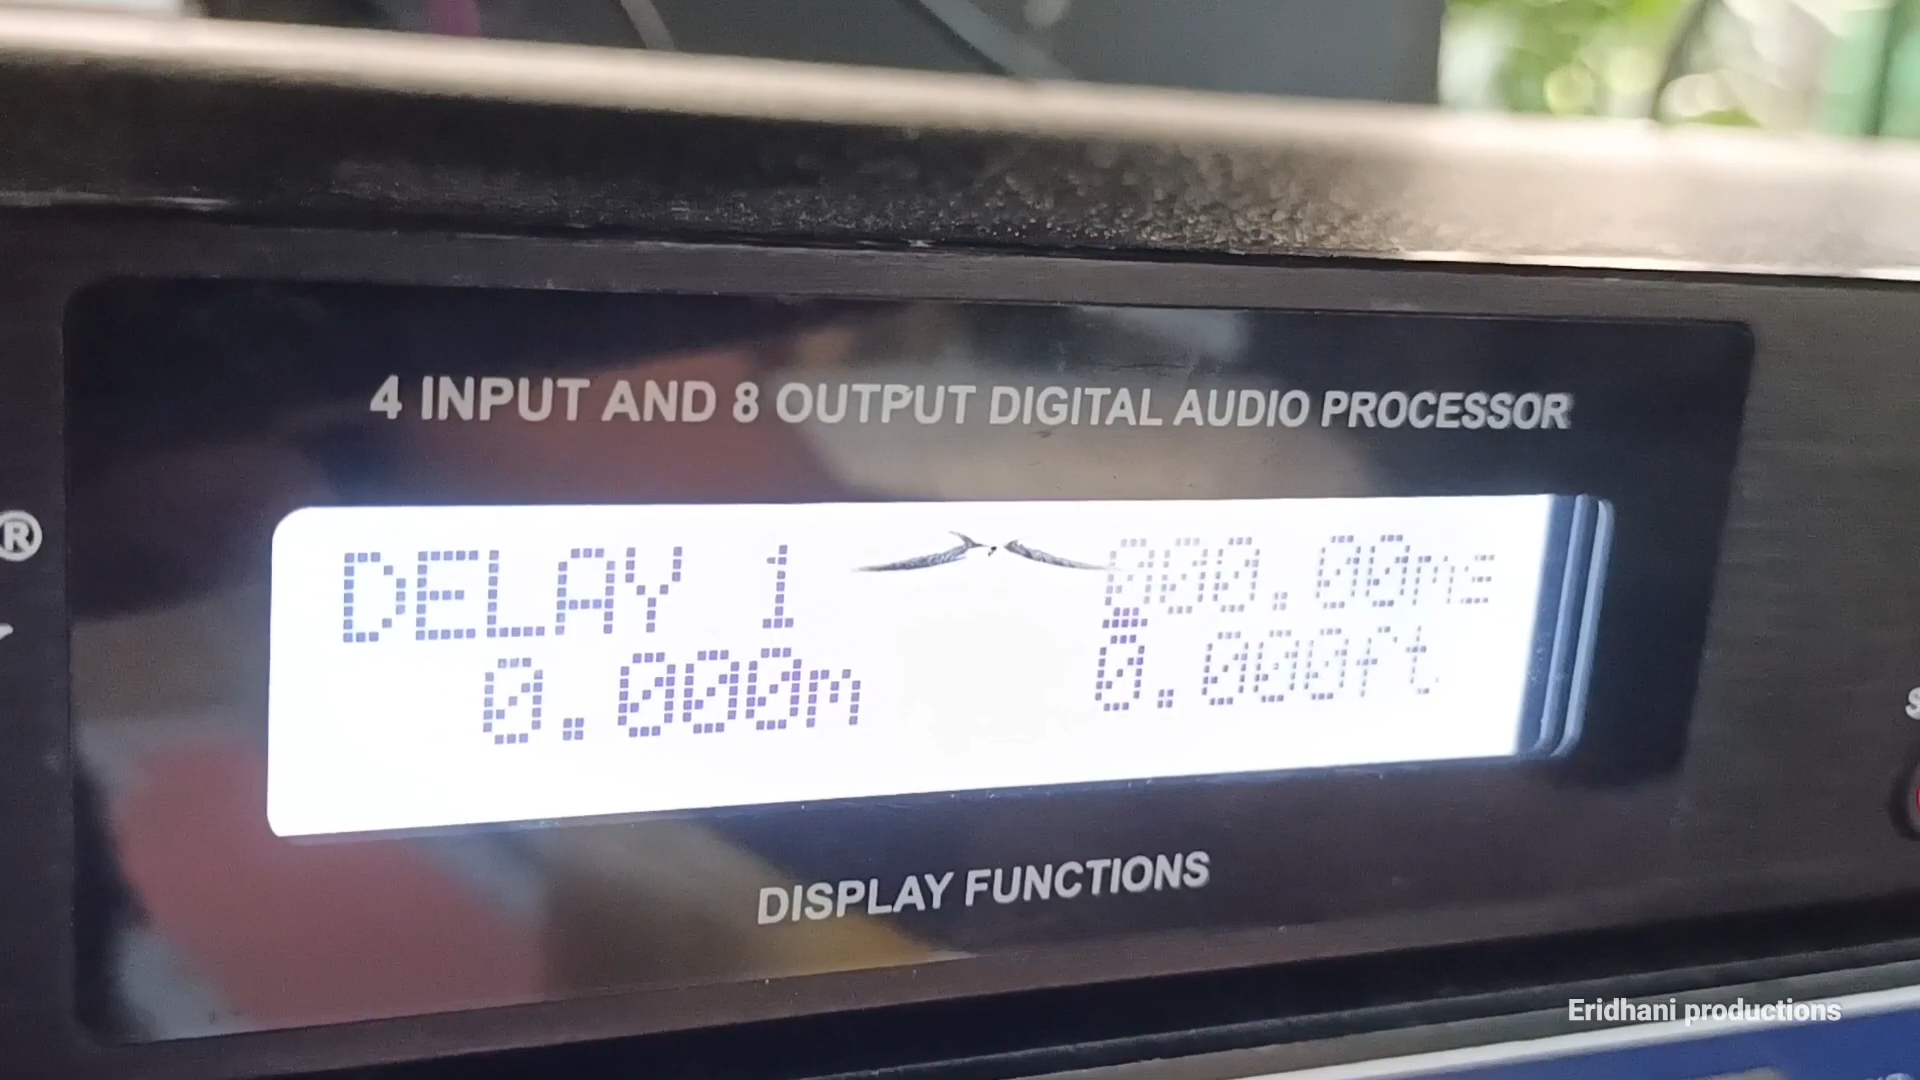 4 INPUT AND 8 OUTPUT DIGITAL AUDIO PROCESSOR
®
DELAY 1 000.00ms
0.000m 0.000ft
DISPLAY FUNCTIONS
Eridhani productions